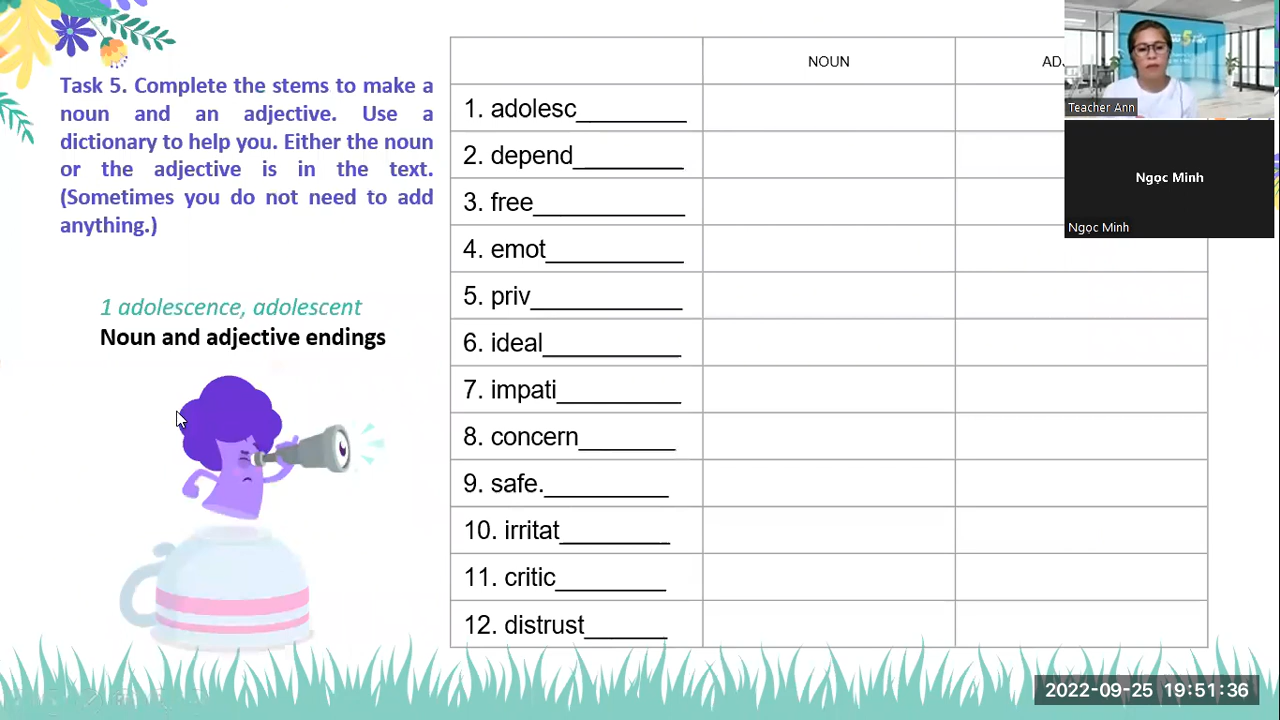 Task 5. Complete the stems to make a
noun and an adjective. Use a
dictionary to help you. Either the noun
or the adjective is in the text.
(Sometimes you do not need to add
anything.)
1 adolescence, adolescent
Noun and adjective endings
NOUN
1. adolesc________
2. depend________
3. free___________
4. emot__________
5. priv___________
6. ideal__________
7. impati_________
8. concern_______
9. safe._________
10. irritat________
11. critic________
12. distrust______
Teacher Ann
Ngọc Minh
Ngọc Minh
2022-09-25 19:51:36